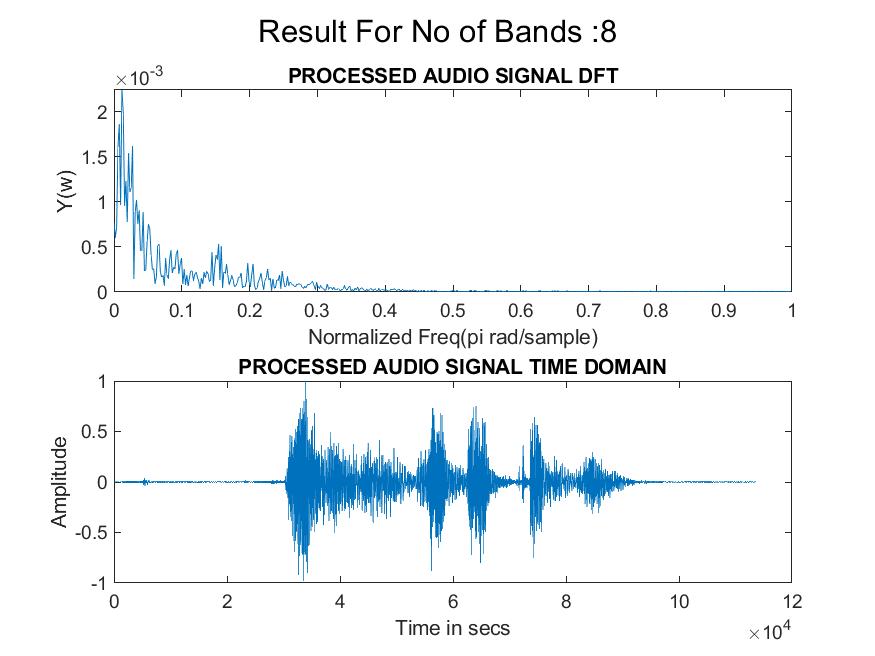 Result For No of Bands :8
×10-3
PROCESSED AUDIO SIGNAL DFT
2
1.5
1
0.5
0
Y(w)
0 0.1 0.2 0.3 0.4 0.5 0.6 0.7 0.8 0.9 1
Normalized Freq(pi rad/sample)
PROCESSED AUDIO SIGNAL TIME DOMAIN
1
0.5
0
-0.5
-1
Amplitude
0 2 4 6 8 10 12
Time in secs
×104